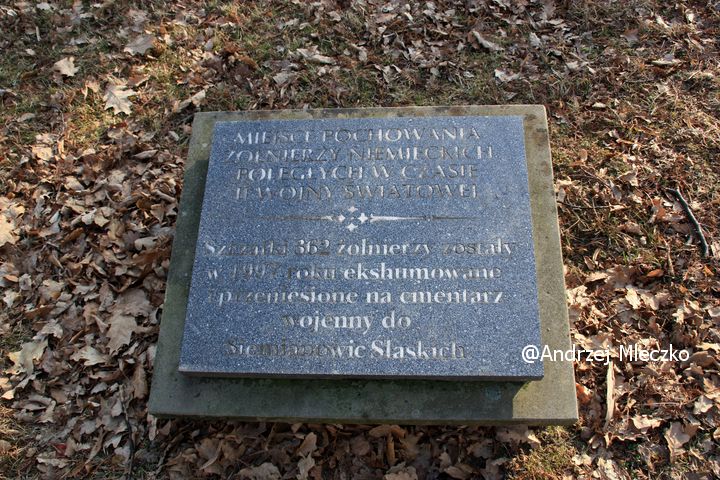 MIEJSCE POCHOWANIA
ŻOŁNIERZY NIEMIECKICH
POLEGŁYCH W CZASIE
II WOJNY ŚWIATOWEJ
Szczątki 362 żołnierzy zostały
w 1997 roku ekshumowane
i przeniesione na cmentarz
wojenny do
Siemianowic Śląskich
@Andrzej Mleczko